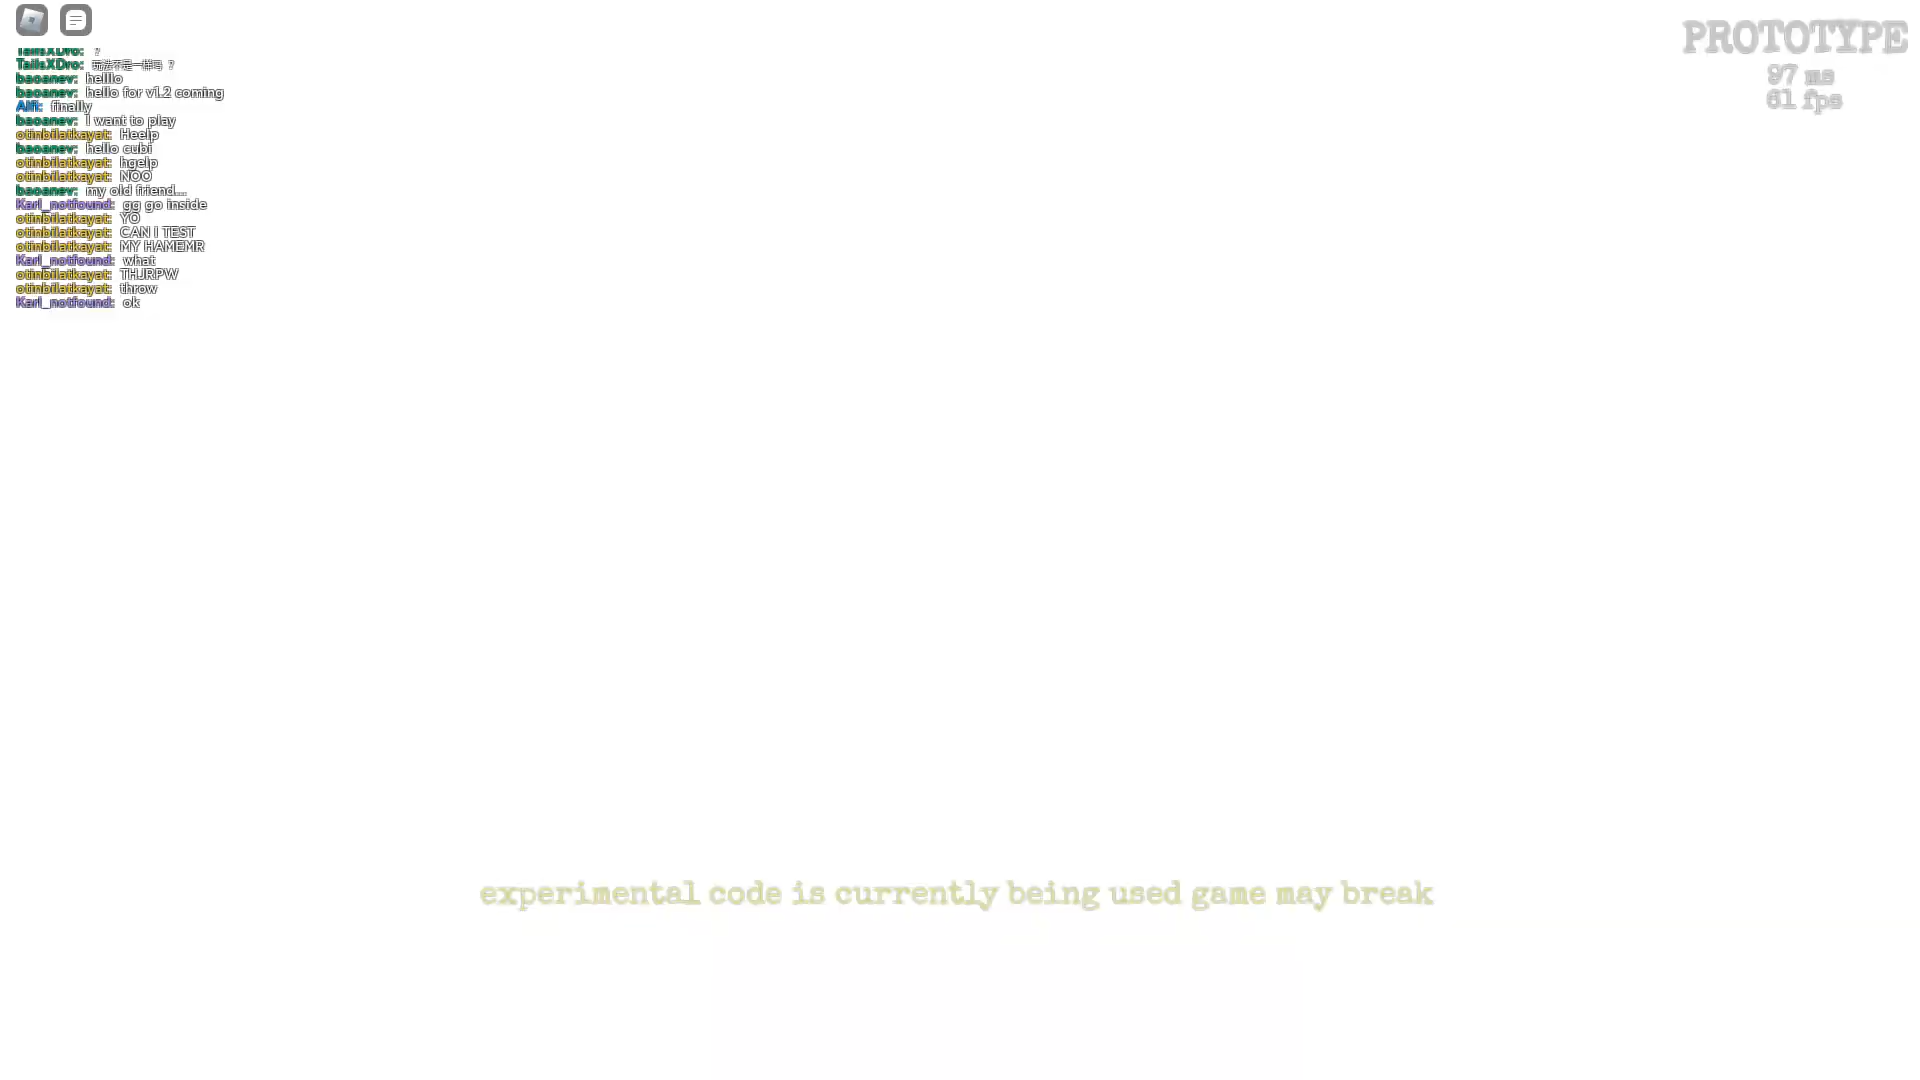 TailsXDro: ?
TailsXDro: 玩法不是一样吗 ?
baoanev: helllo
baoanev: hello for v1.2 coming
Alfi: finally
baoanev: I want to play
otinbilatkayat: Heelp
baoanev: hello cubi
otinbilatkayat: hgelp
otinbilatkayat: NOO
baoanev: my old friend...
Karl_notfound: gg go inside
otinbilatkayat: YO
otinbilatkayat: CAN I TEST
otinbilatkayat: MY HAMEMR
Karl_notfound: what
otinbilatkayat: THJRPW
otinbilatkayat: throw
Karl_notfound: ok
PROTOTYPE
97 ms
61 fps
experimental code is currently being used game may break